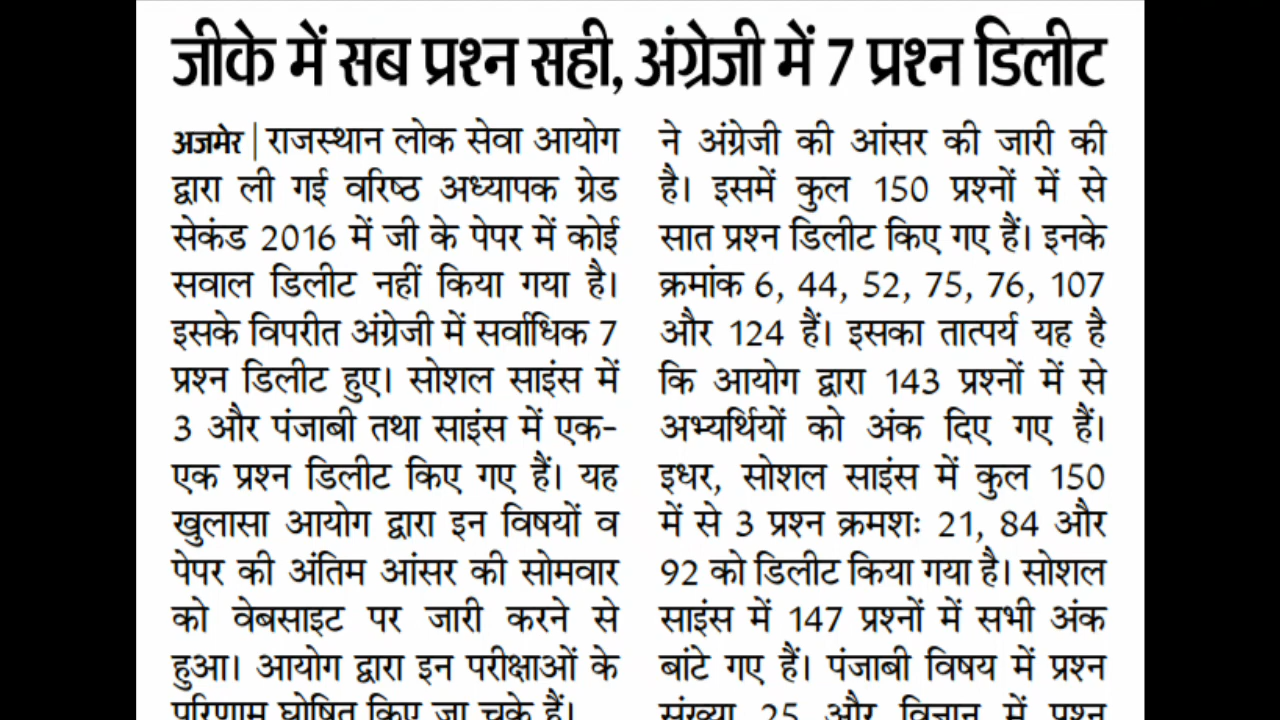 जीके में सब प्रश्न सही, अंग्रेजी में 7 प्रश्न डिलीट
अजमेर | राजस्थान लोक सेवा आयोग
द्वारा ली गई वरिष्ठ अध्यापक ग्रेड
सेकंड 2016 में जी के पेपर में कोई
सवाल डिलीट नहीं किया गया है।
इसके विपरीत अंग्रेजी में सर्वाधिक 7
प्रश्न डिलीट हुए। सोशल साइंस में
3 और पंजाबी तथा साइंस में एक-
एक प्रश्न डिलीट किए गए हैं। यह
खुलासा आयोग द्वारा इन विषयों व
पेपर की अंतिम आंसर की सोमवार
को वेबसाइट पर जारी करने से
हुआ। आयोग द्वारा इन परीक्षाओं के
परिणाम घोषित किए जा चुके हैं।
ने अंग्रेजी की आंसर की जारी की
है। इसमें कुल 150 प्रश्नों में से
सात प्रश्न डिलीट किए गए हैं। इनके
क्रमांक 6, 44, 52, 75, 76, 107
और 124 हैं। इसका तात्पर्य यह है
कि आयोग द्वारा 143 प्रश्नों में से
अभ्यर्थियों को अंक दिए गए हैं।
इधर, सोशल साइंस में कुल 150
में से 3 प्रश्न क्रमशः 21, 84 और
92 को डिलीट किया गया है। सोशल
साइंस में 147 प्रश्नों में सभी अंक
बांटे गए हैं। पंजाबी विषय में प्रश्न
संख्या 25 और विज्ञान में प्रश्न